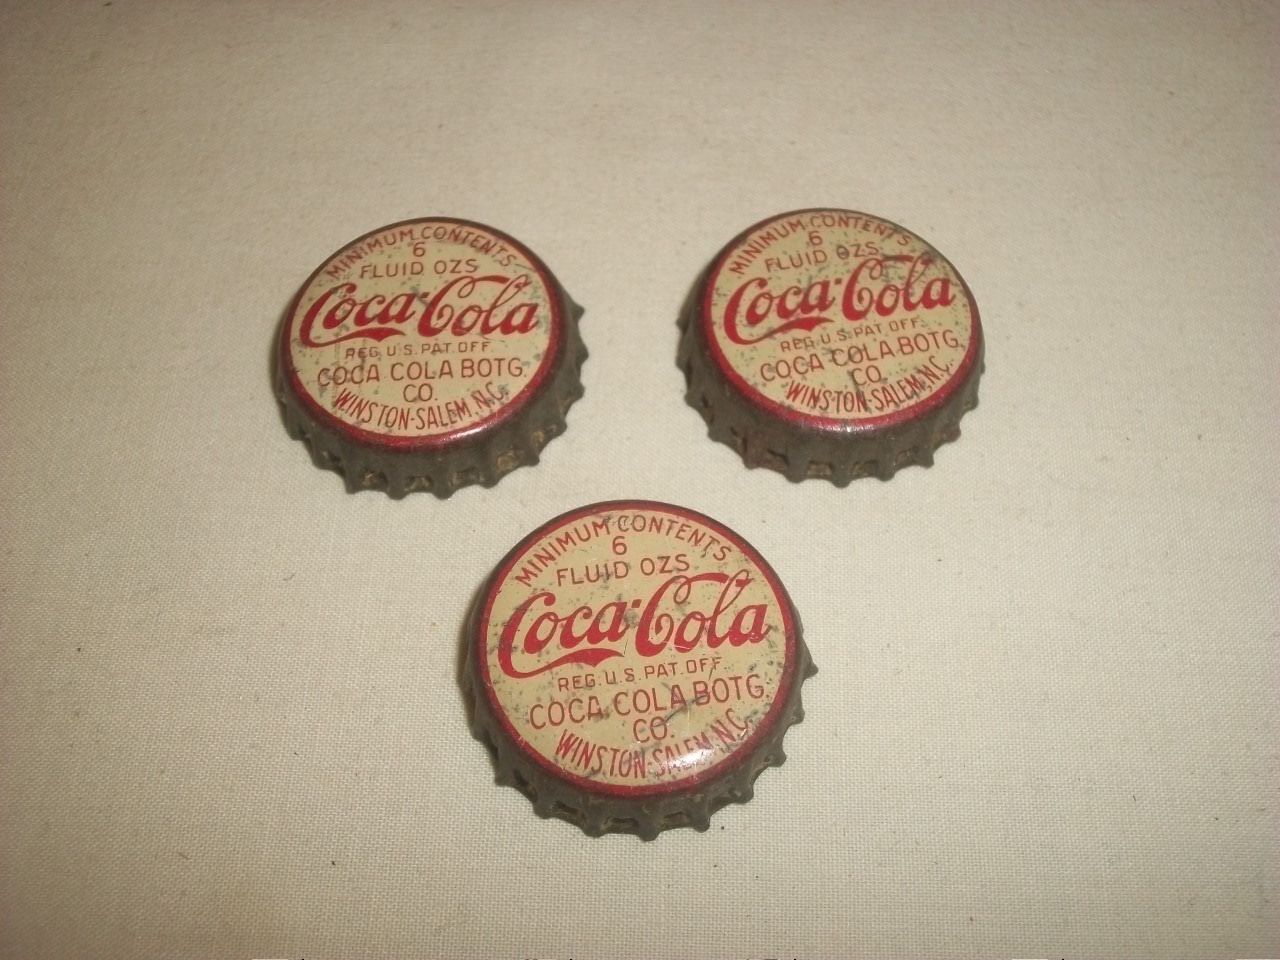 MINIMUM CONTENTS
6
FLUID OZS
Coca-Cola
REG. U.S. PAT. OFF.
COCA COLA BOTG.
CO.
WINSTON-SALEM, N.C.
MINIMUM CONTENTS
6
FLUID OZS
Coca-Cola
REG. U.S. PAT. OFF.
COCA COLA BOTG.
CO.
WINSTON-SALEM, N.C.
MINIMUM CONTENTS
6
FLUID OZS
Coca-Cola
REG. U.S. PAT. OFF.
COCA COLA BOTG.
CO.
WINSTON-SALEM, N.C.